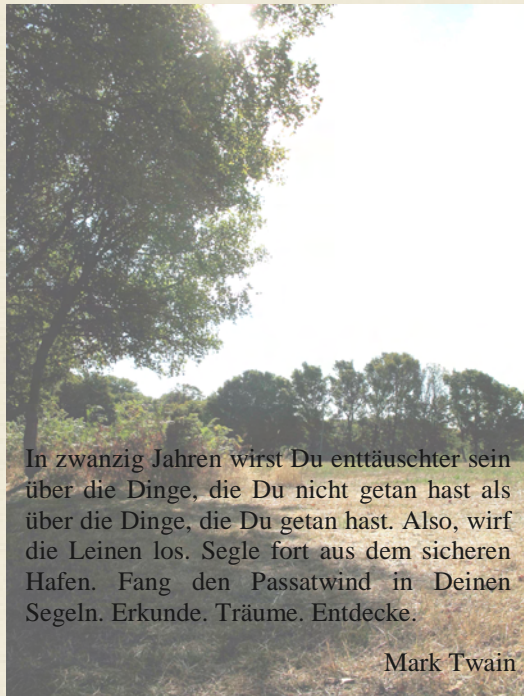 In zwanzig Jahren wirst Du enttäuschter sein
über die Dinge, die Du nicht getan hast als
über die Dinge, die Du getan hast. Also, wirf
die Leinen los. Segle fort aus dem sicheren
Hafen. Fang den Passatwind in Deinen
Segeln. Erkunde. Träume. Entdecke.
Mark Twain